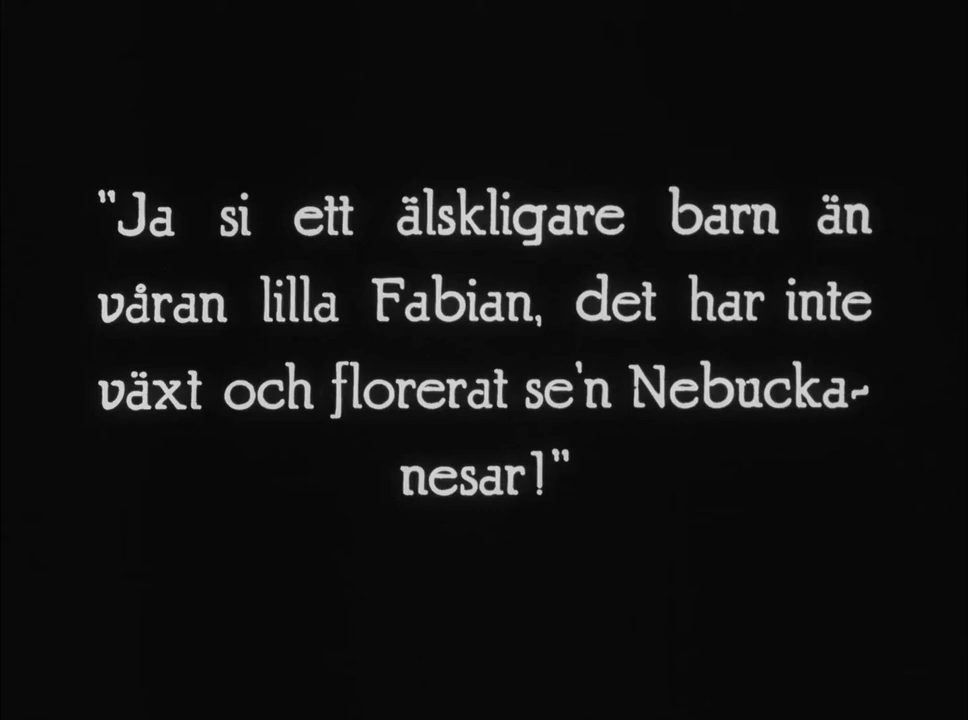 "Ja si ett älskligare barn än
våran lilla Fabian, det har inte
växt och florerat se'n Nebucka-
nesar!"